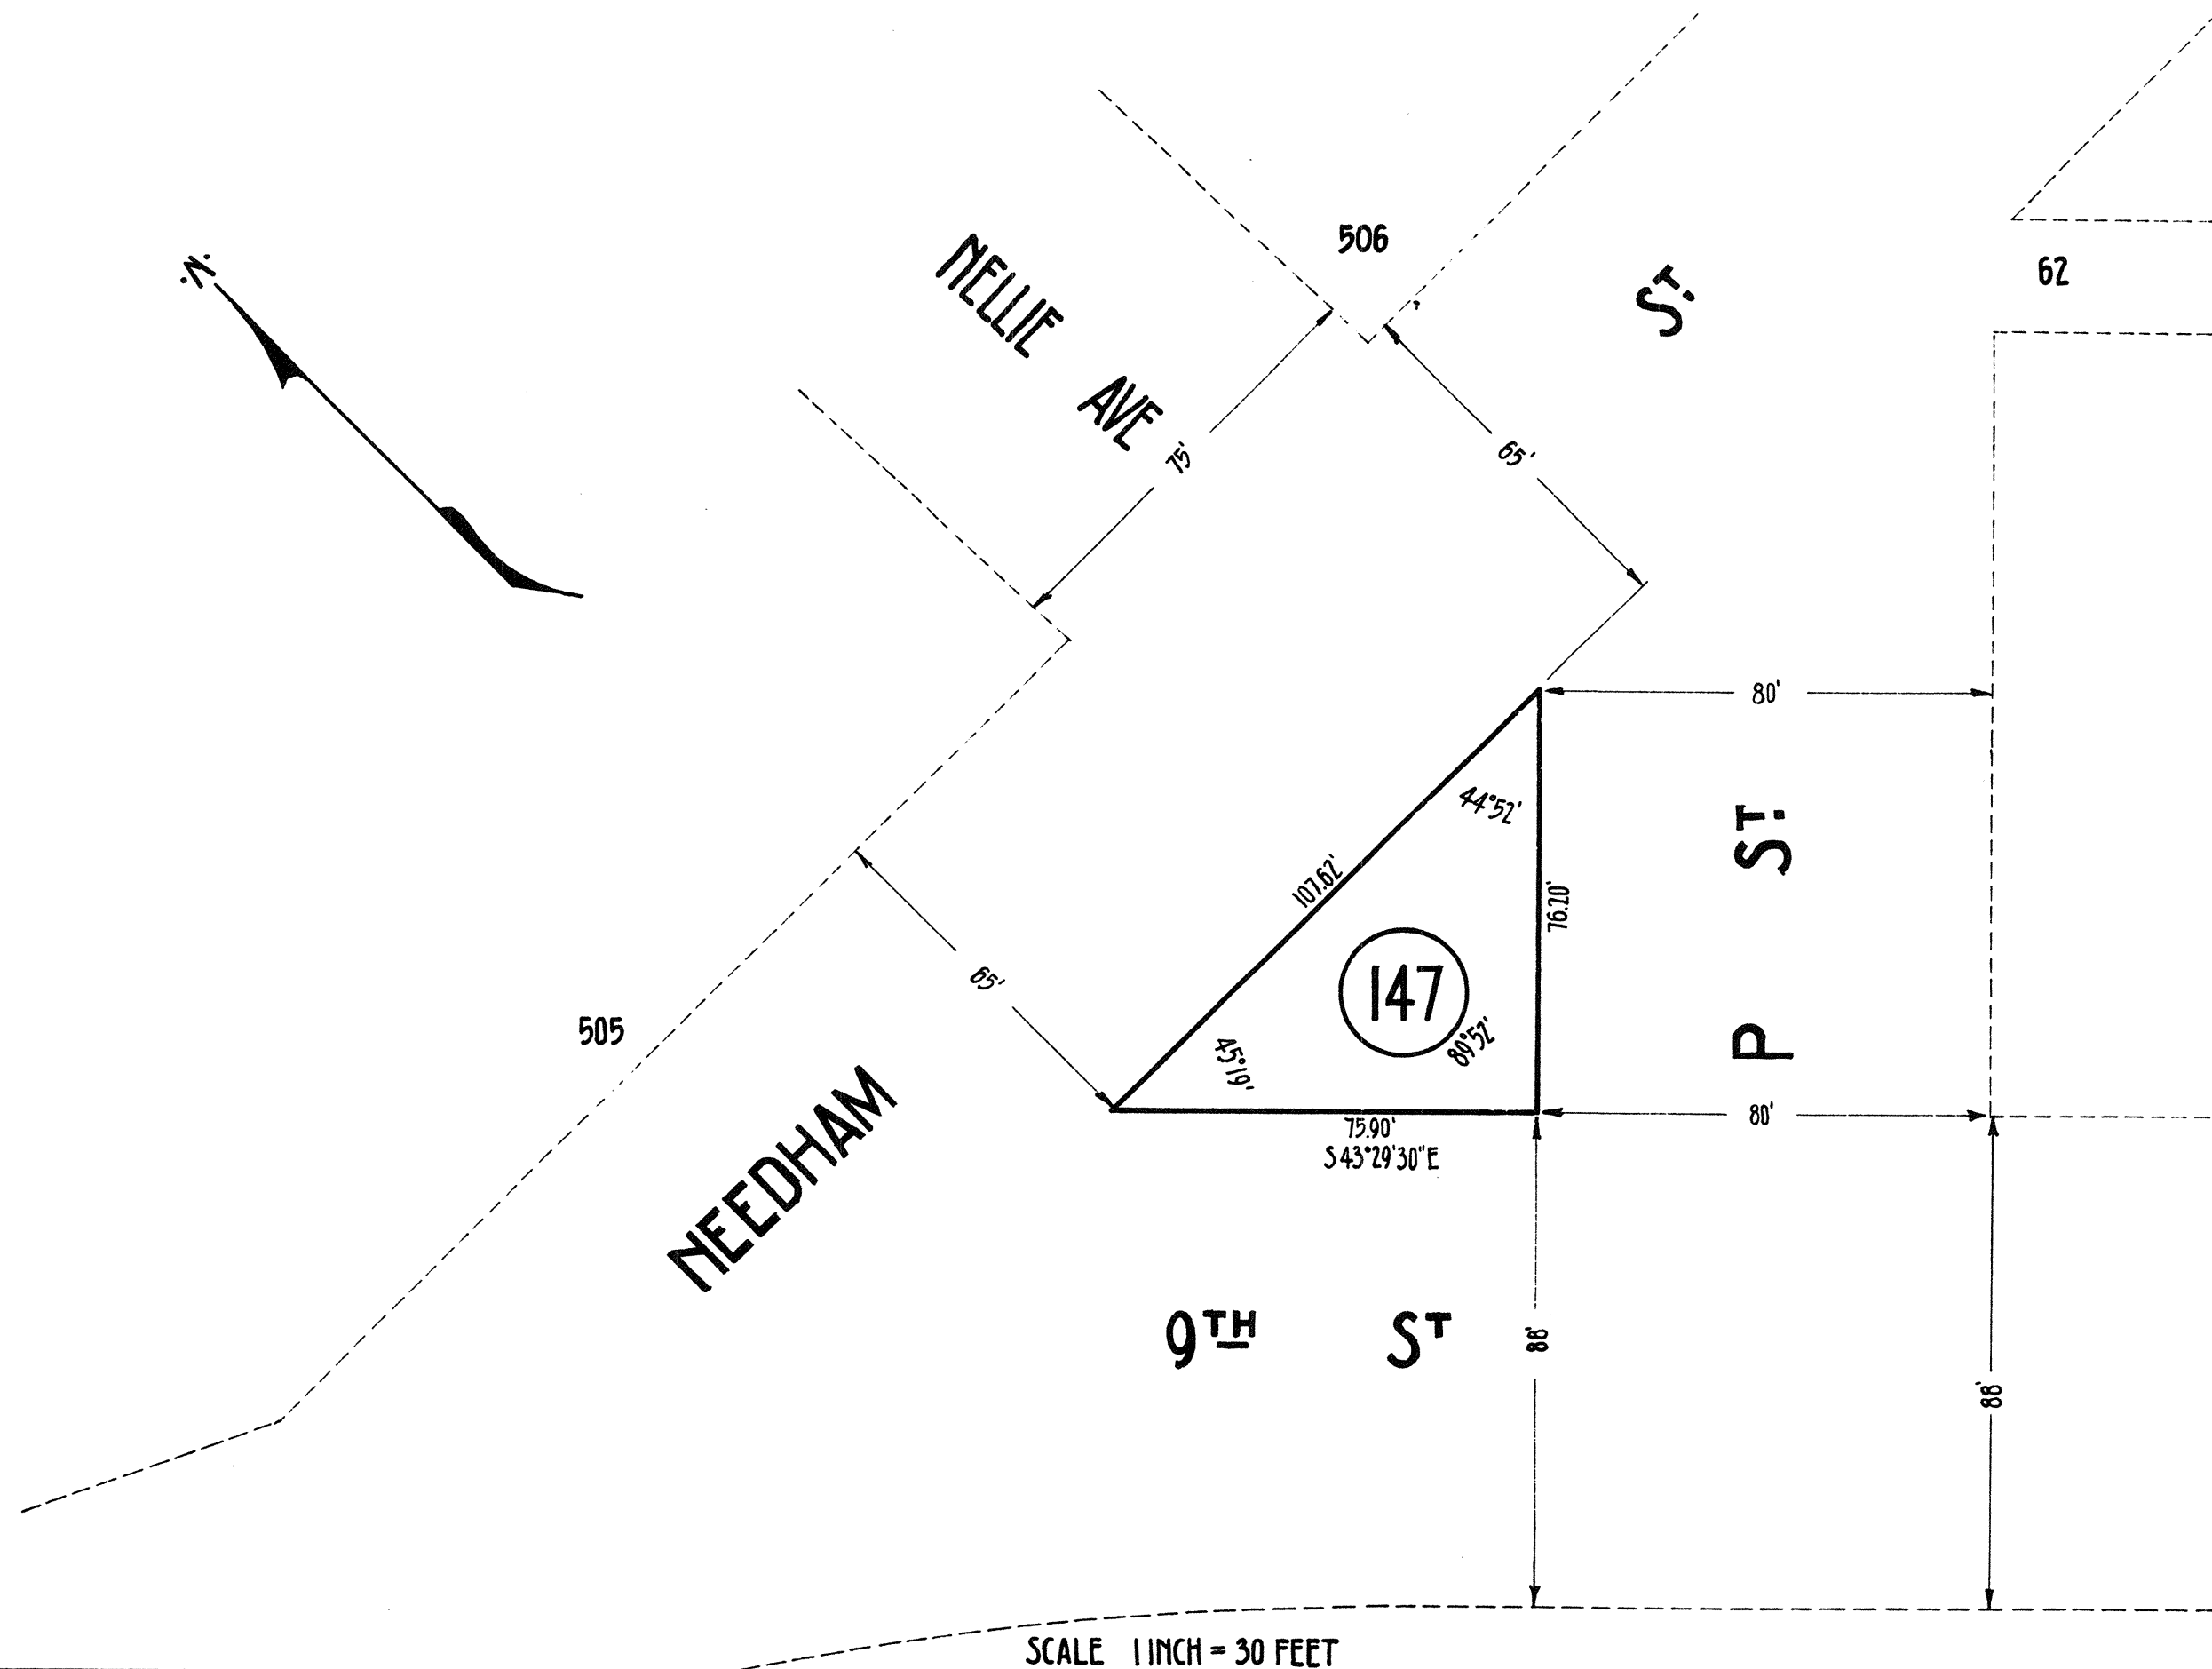 .N.
NELLIE AVE
506
ST.
62
75'
65'
80'
44°52'
107.62'
76.20'
P ST.
147
89°52'
45°19'
65'
505
NEEDHAM
75.90'
S 43°29'30"E
80'
9TH ST
88'
88'
SCALE 1 INCH = 30 FEET